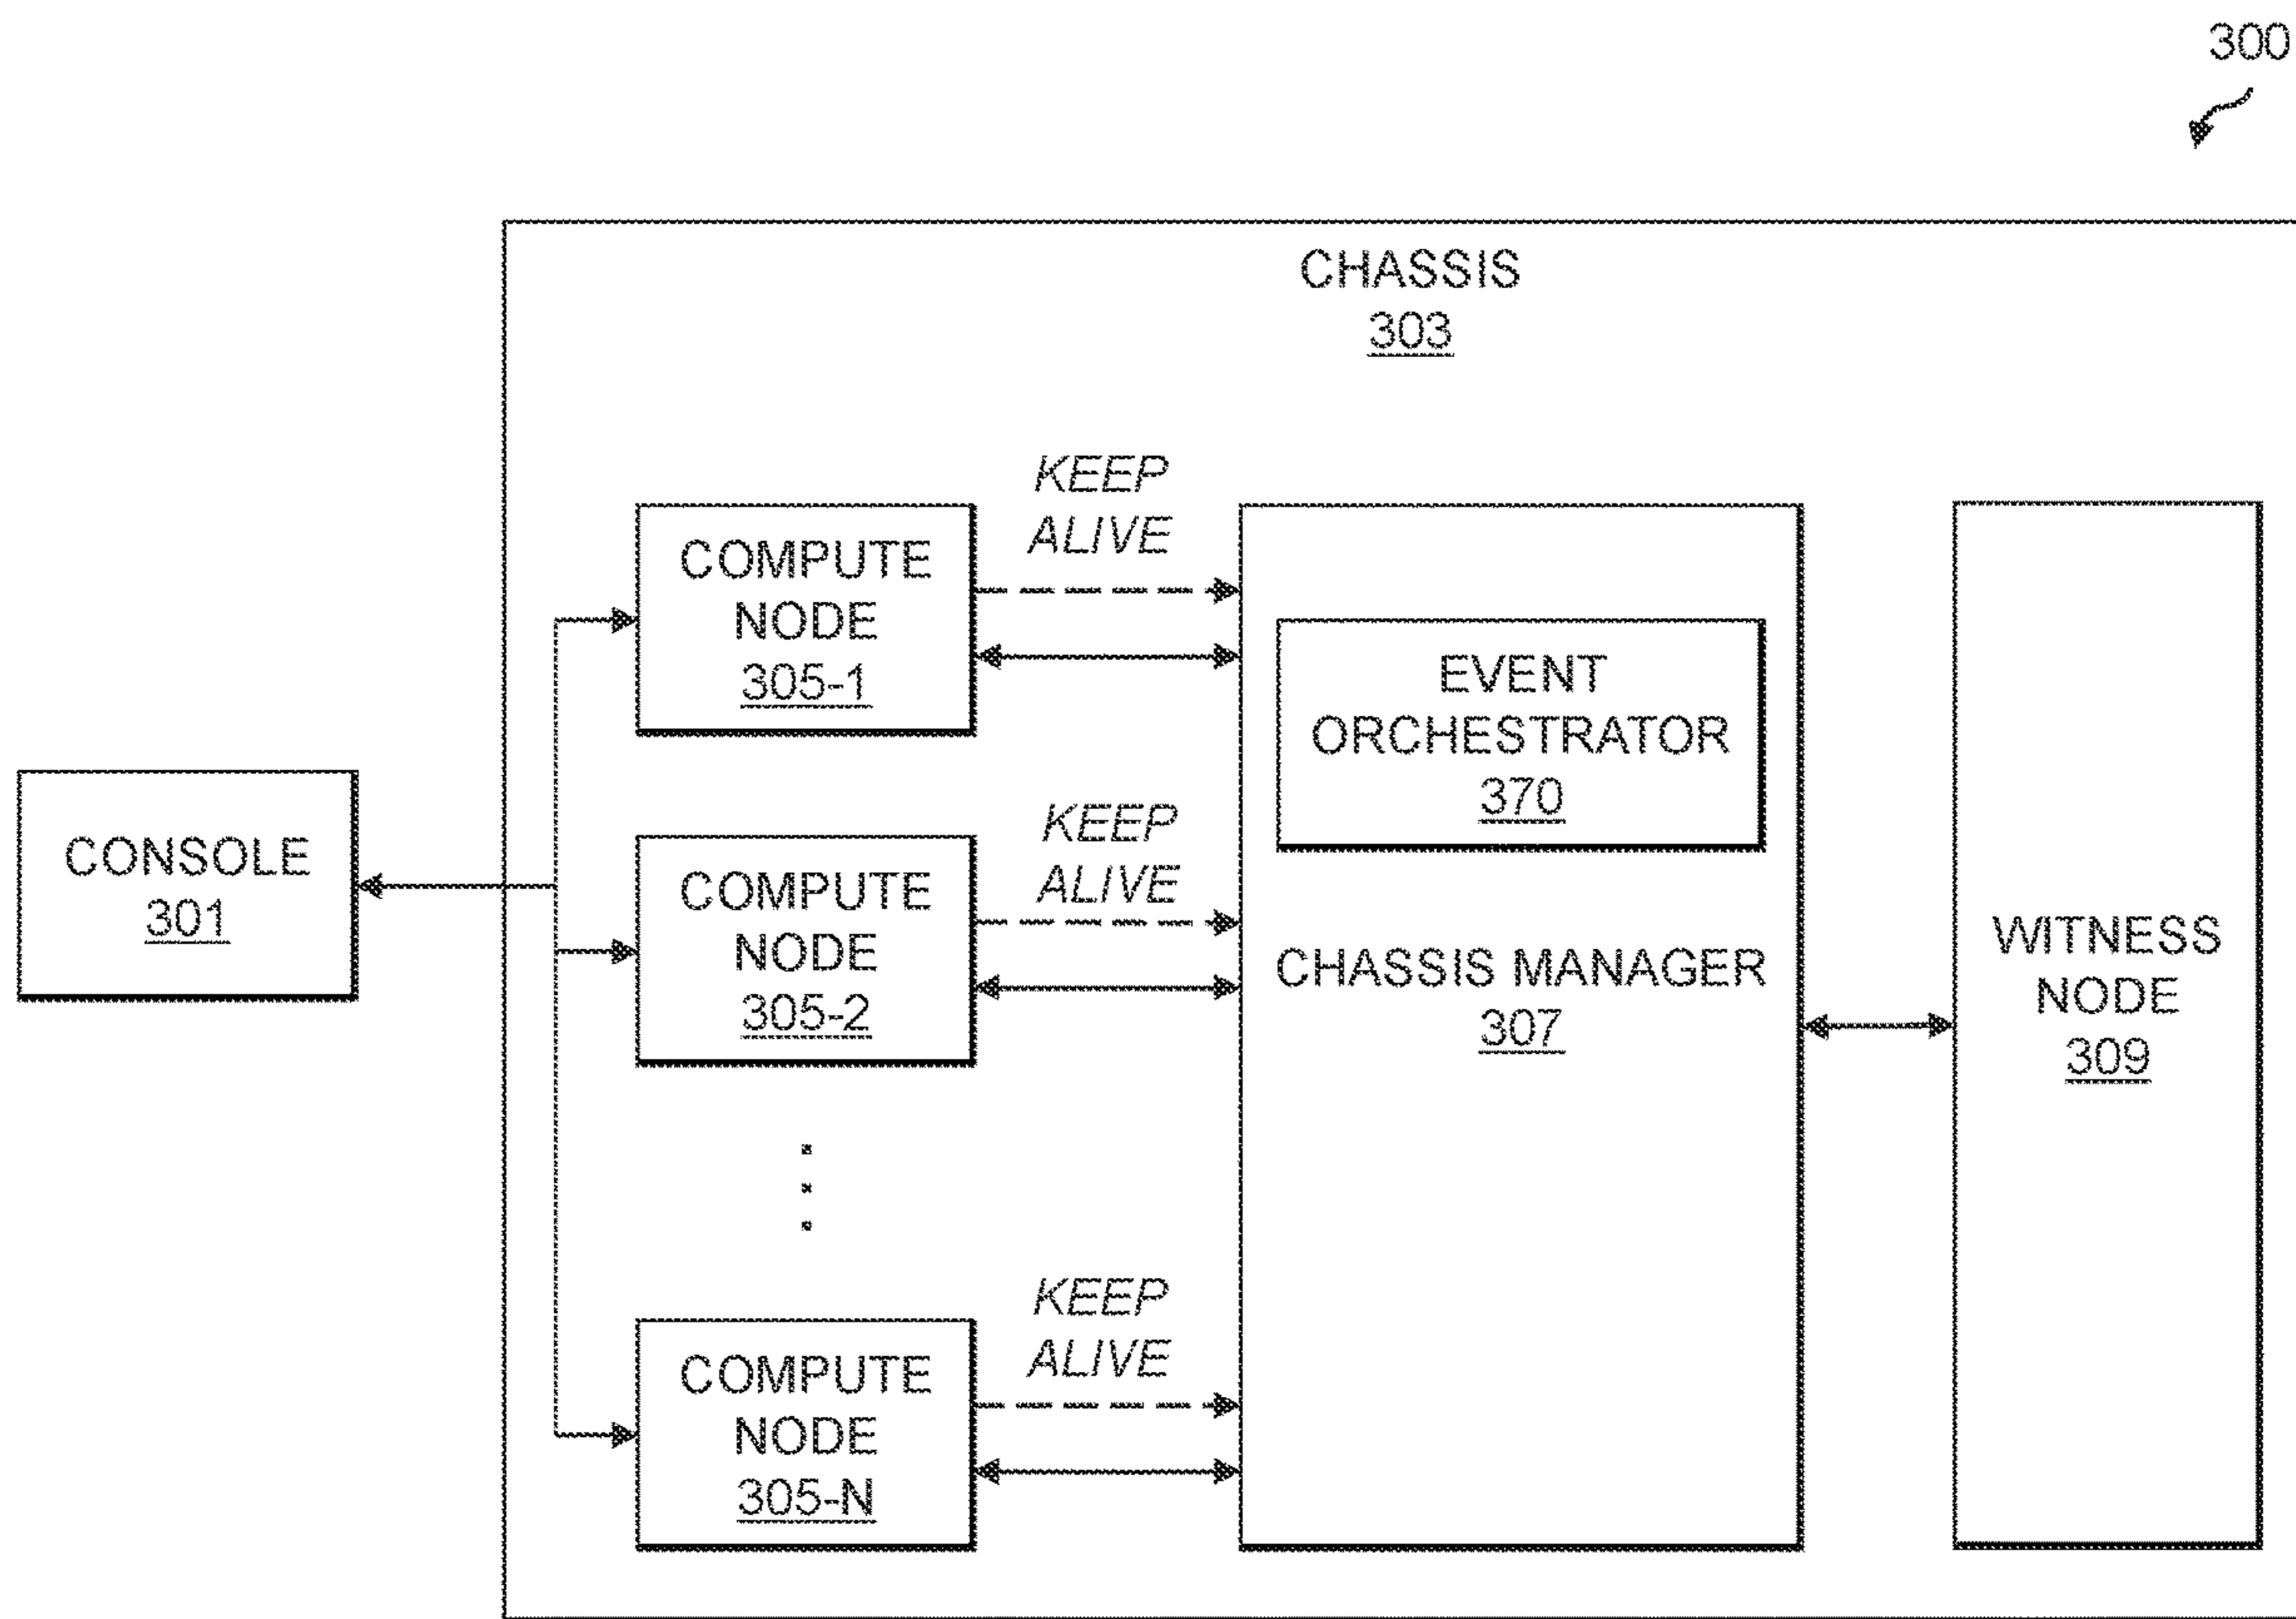 300
CHASSIS
303
KEEP
ALIVE
COMPUTE
NODE
305-1
EVENT
ORCHESTRATOR
370
CONSOLE
301
KEEP
ALIVE
COMPUTE
NODE
305-2
CHASSIS MANAGER
307
WITNESS
NODE
309
KEEP
ALIVE
COMPUTE
NODE
305-N